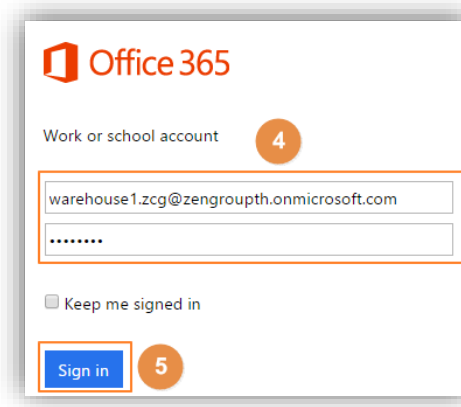 Office 365
Work or school account
4
warehouse1.zcg@zengroupth.onmicrosoft.com
••••••••
Keep me signed in
Sign in
5